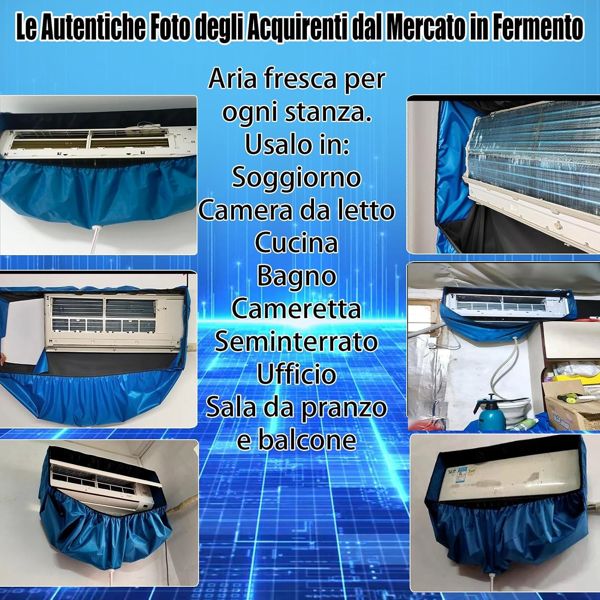 Le Autentiche Foto degli Acquirenti dal Mercato in Fermento
Aria fresca per
ogni stanza.
Usalo in:
Soggiorno
Camera da letto
Cucina
Bagno
Cameretta
Seminterrato
Ufficio
Sala da pranzo
e balcone